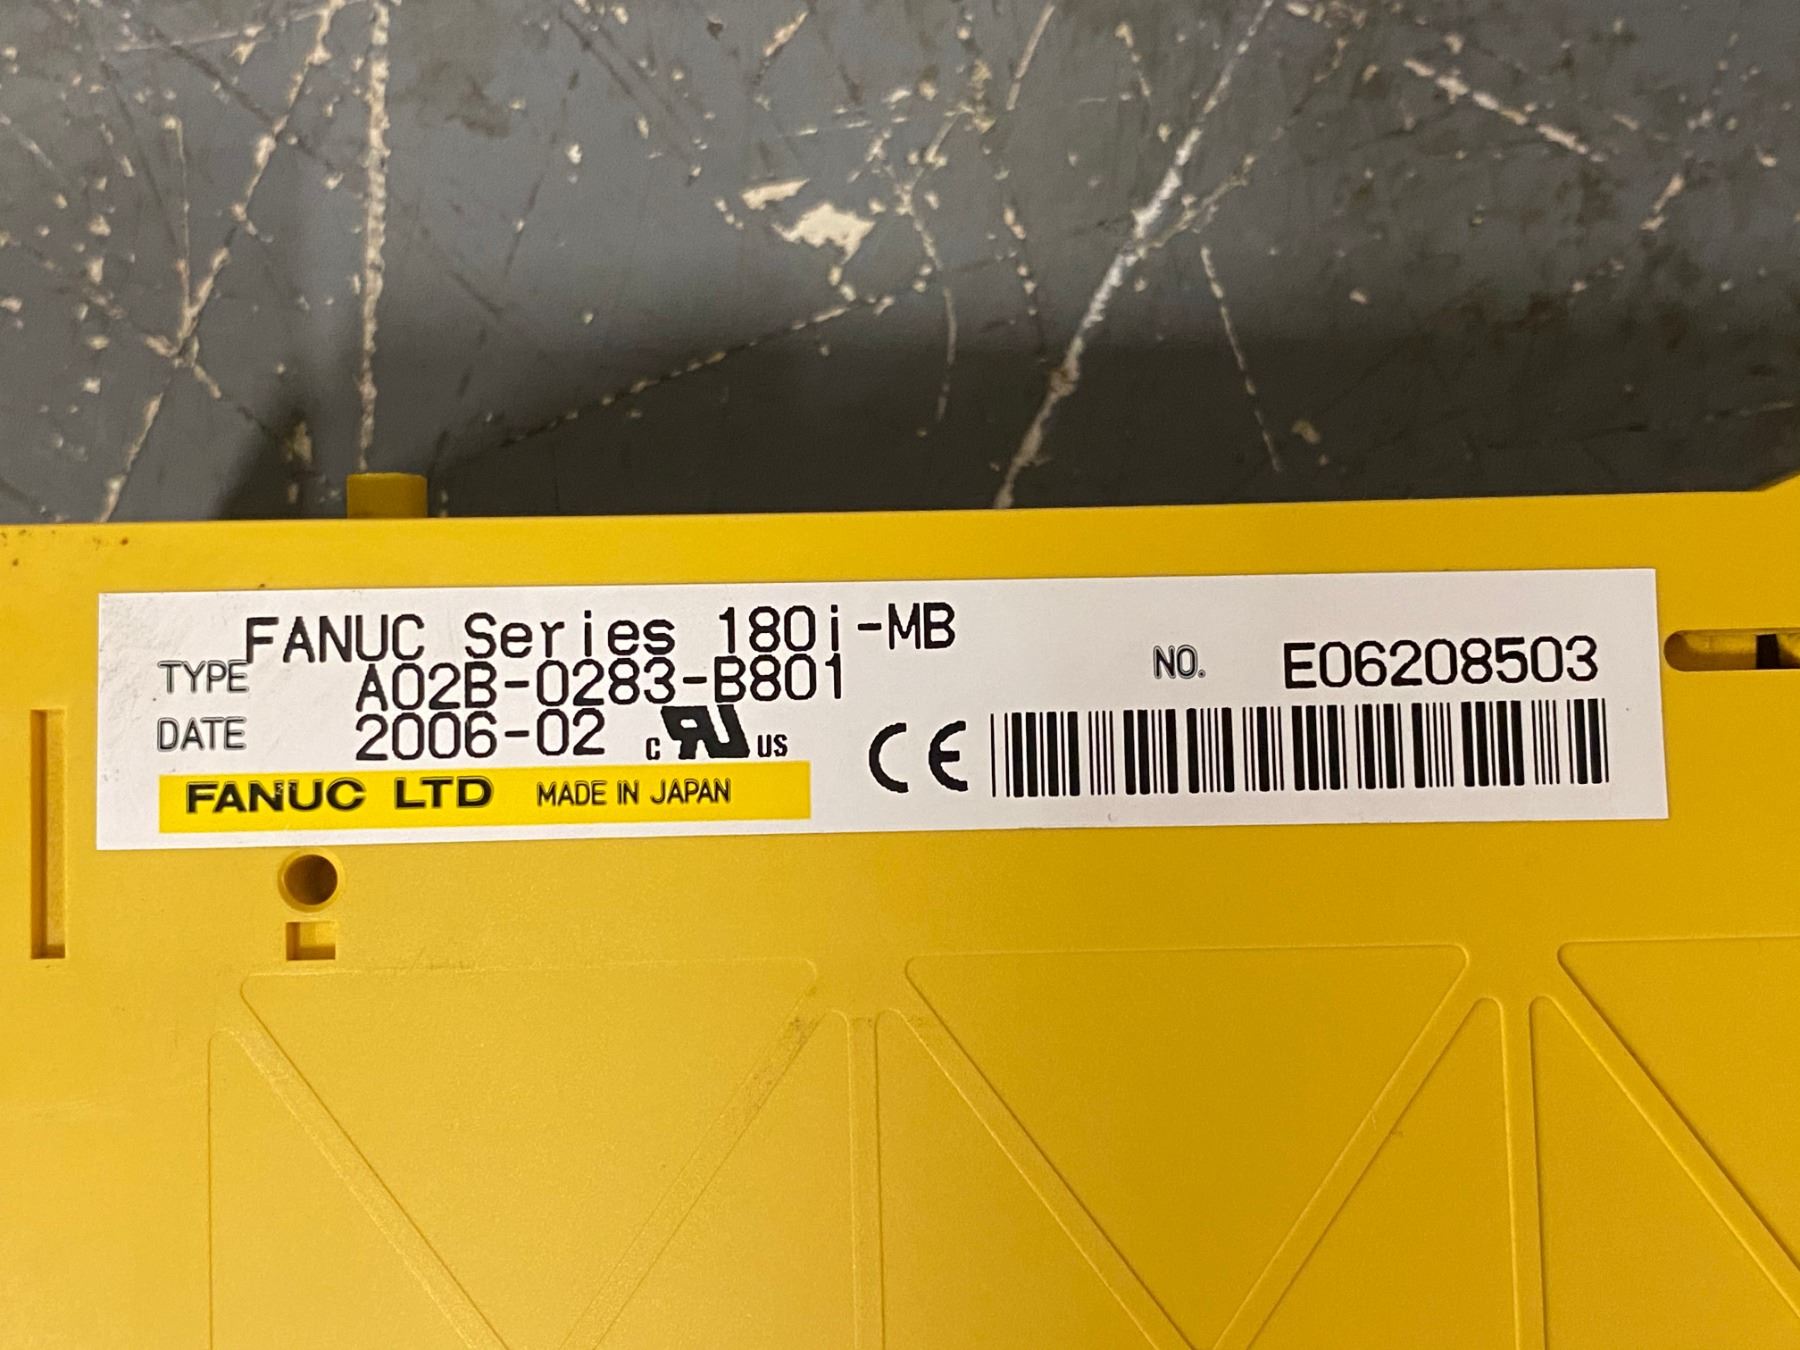 FANUC Series 180i-MB
TYPE A02B-0283-B801
NO. E06208503
DATE 2006-02
c RU US
CE
FANUC LTD MADE IN JAPAN